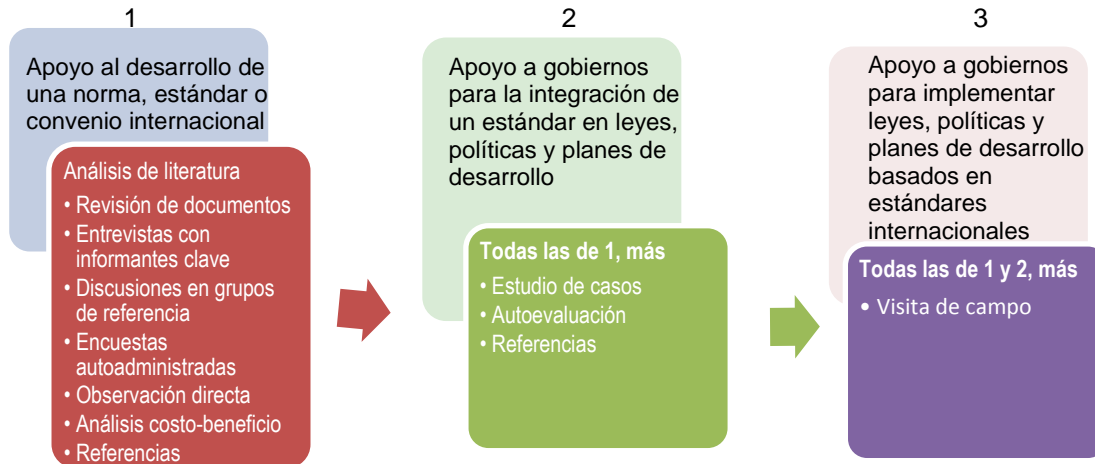 1
Apoyo al desarrollo de
una norma, estándar o
convenio internacional
Análisis de literatura
• Revisión de documentos
• Entrevistas con
informantes clave
• Discusiones en grupos
de referencia
• Encuestas
autoadministradas
• Observación directa
• Análisis costo-beneficio
• Referencias
2
Apoyo a gobiernos
para la integración de
un estándar en leyes,
políticas y planes de
desarrollo
Todas las de 1, más
• Estudio de casos
• Autoevaluación
• Referencias
3
Apoyo a gobiernos
para implementar
leyes, políticas y
planes de desarrollo
basados en
estándares
internacionales
Todas las de 1 y 2, más
• Visita de campo